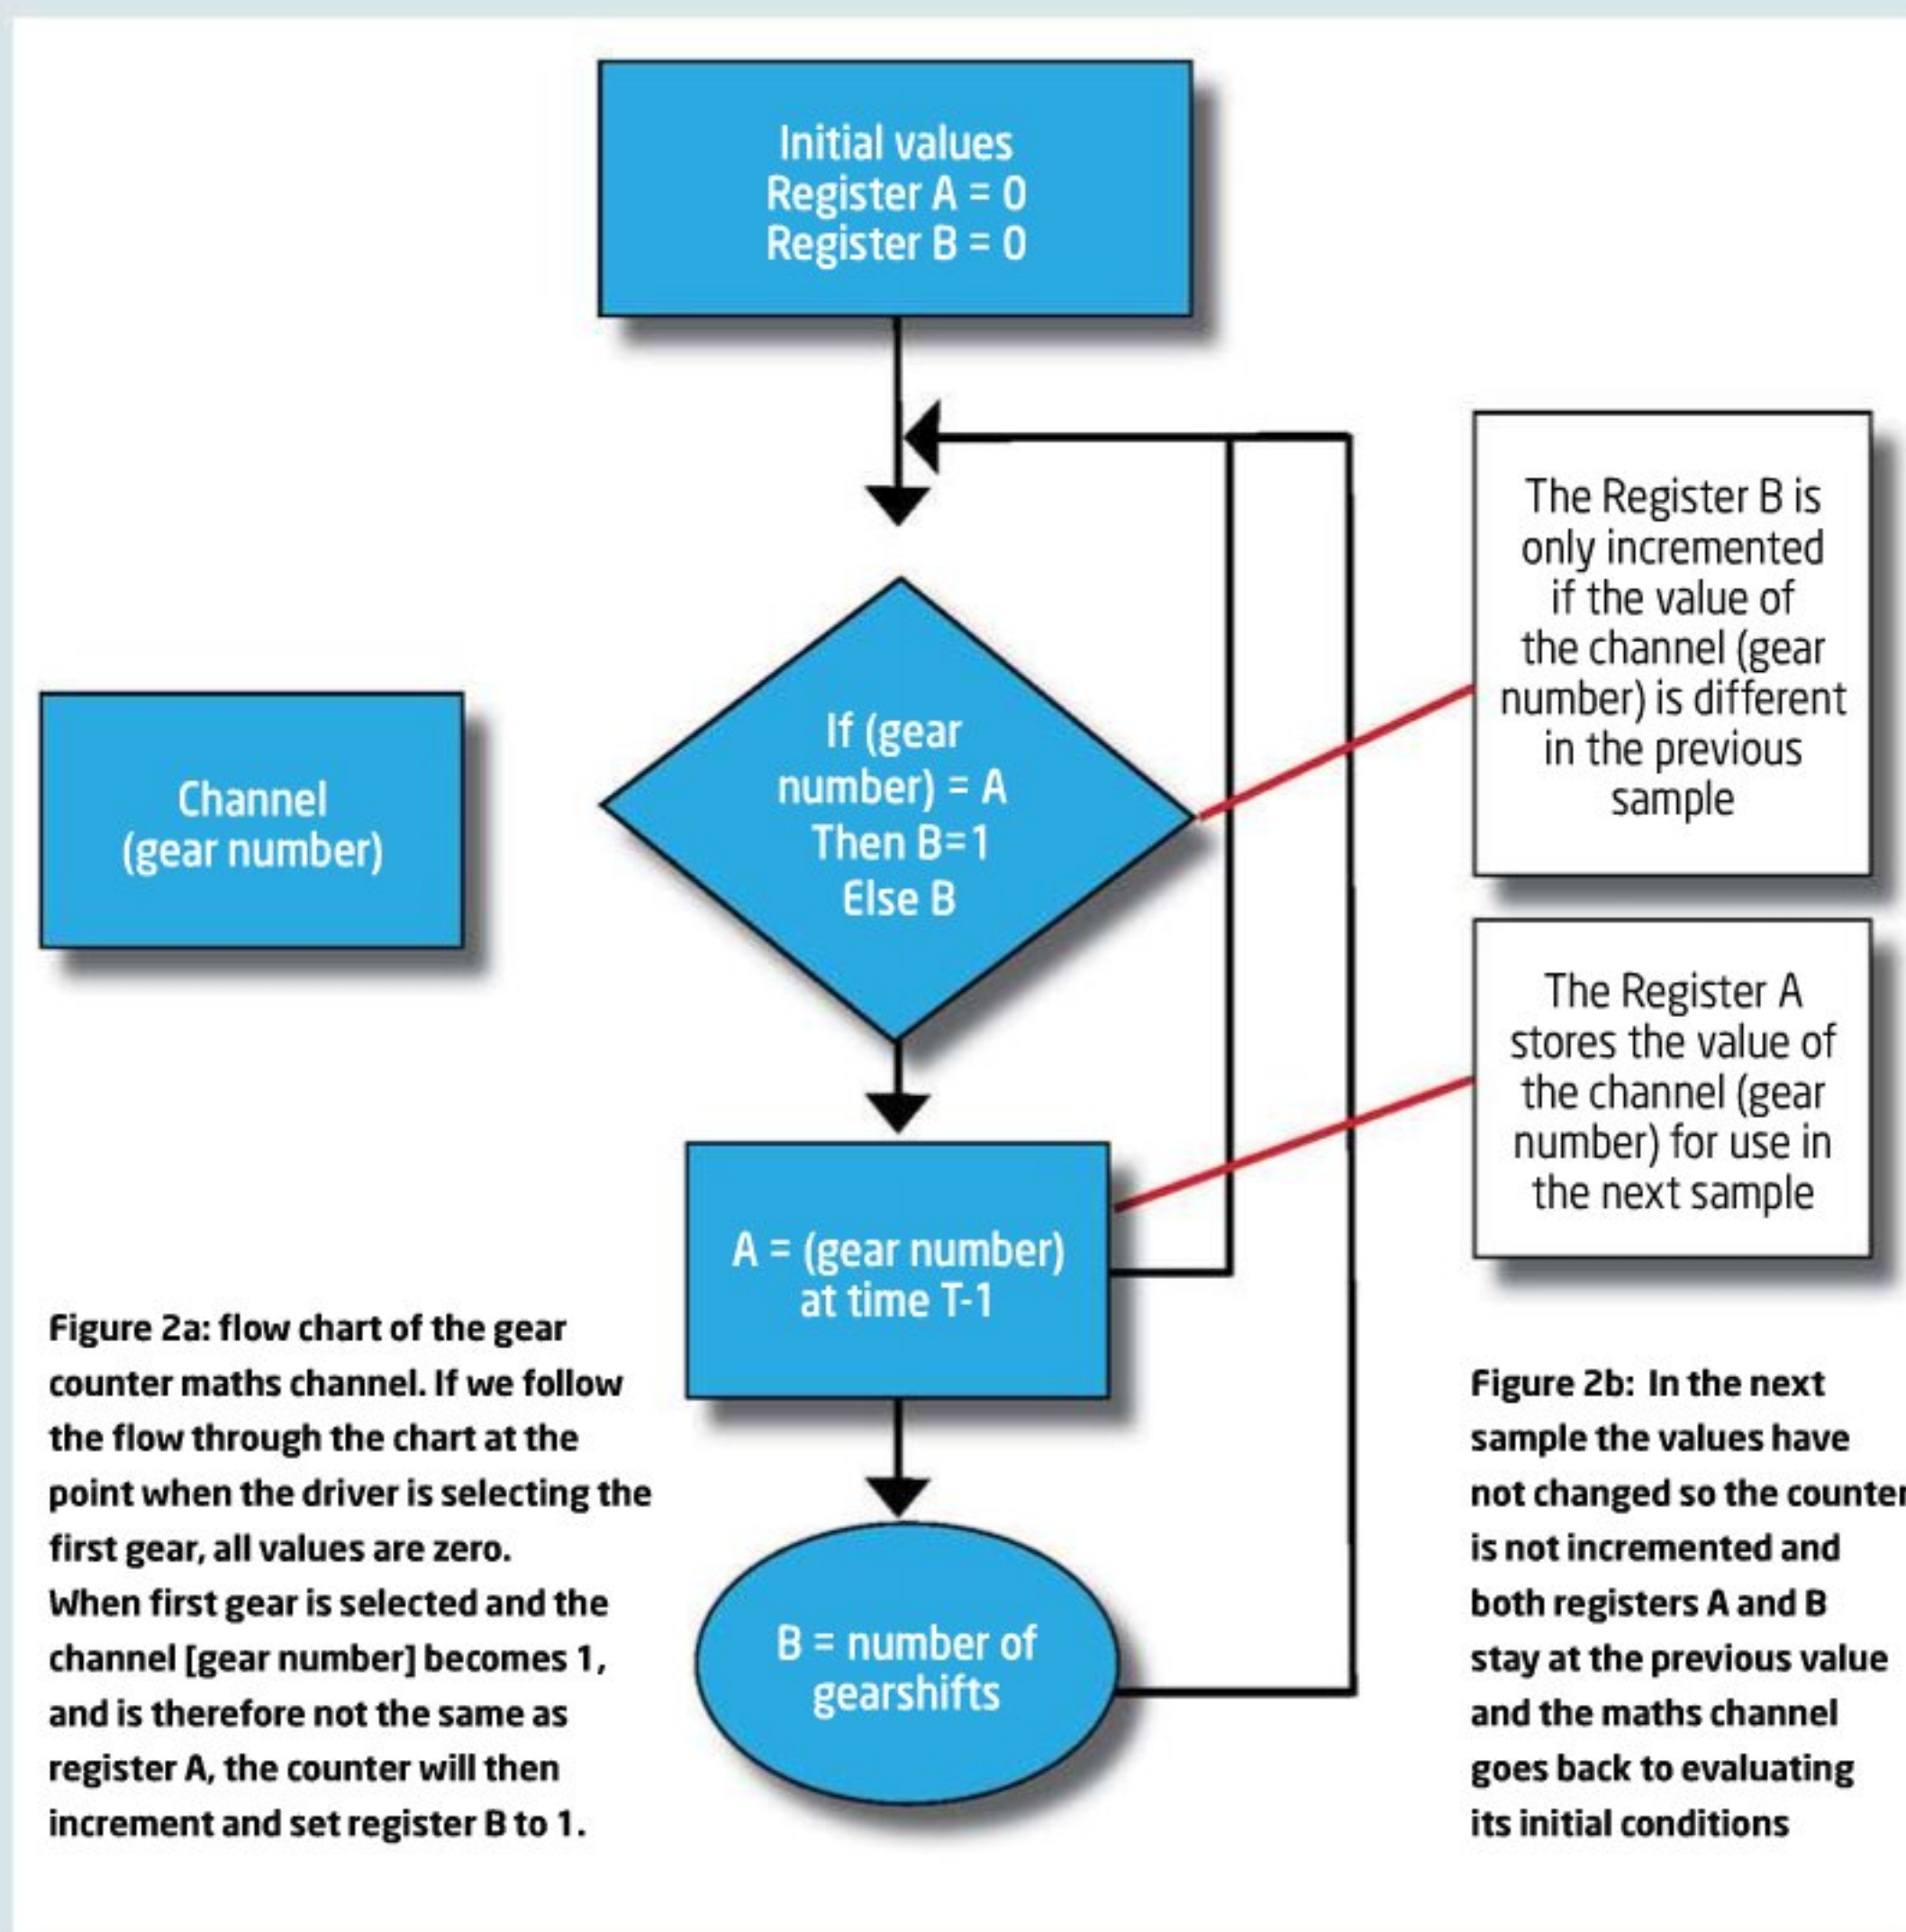 Initial values
Register A = 0
Register B = 0
Channel
(gear number)
If (gear
number) = A
Then B=1
Else B
The Register B is
only incremented
if the value of
the channel (gear
number) is different
in the previous
sample
The Register A
stores the value of
the channel (gear
number) for use in
the next sample
A = (gear number)
at time T-1
B = number of
gearshifts
Figure 2a: flow chart of the gear
counter maths channel. If we follow
the flow through the chart at the
point when the driver is selecting the
first gear, all values are zero.
When first gear is selected and the
channel [gear number] becomes 1,
and is therefore not the same as
register A, the counter will then
increment and set register B to 1.
Figure 2b: In the next
sample the values have
not changed so the counter
is not incremented and
both registers A and B
stay at the previous value
and the maths channel
goes back to evaluating
its initial conditions